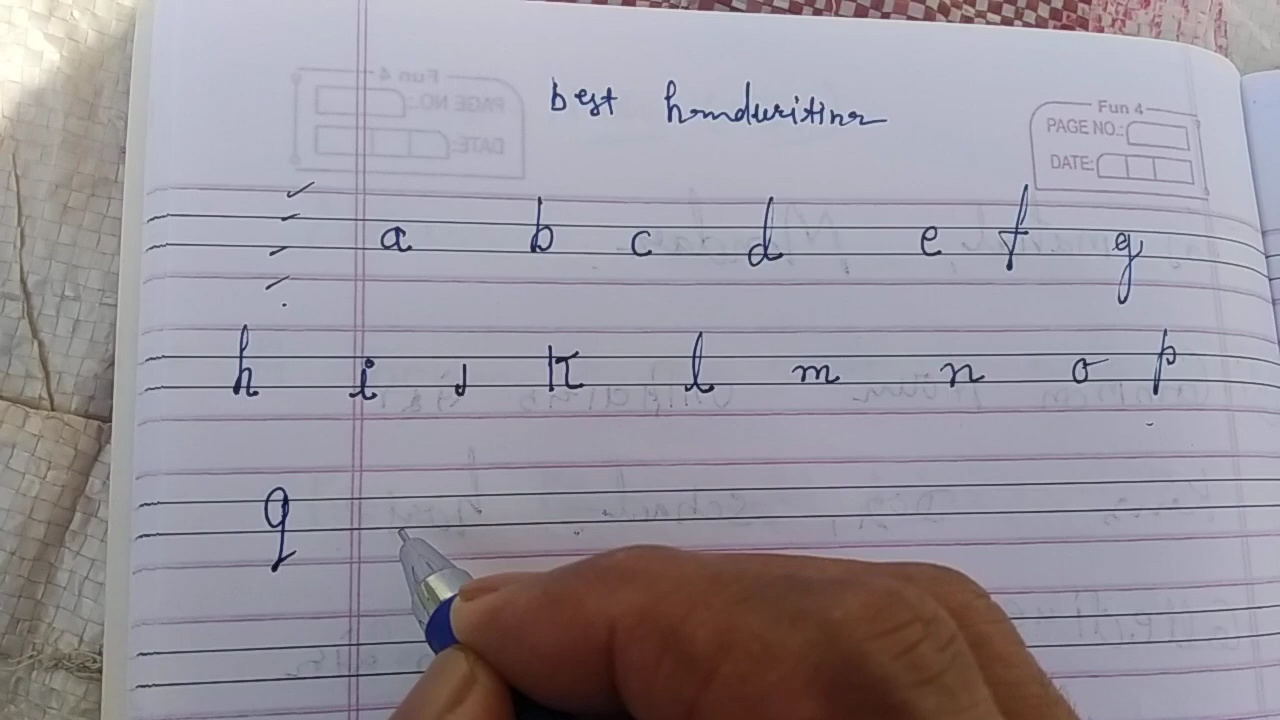 best handwriting
Fun 4
PAGE NO.:
DATE:
a b c d e f g
h i j k l m n o p
q